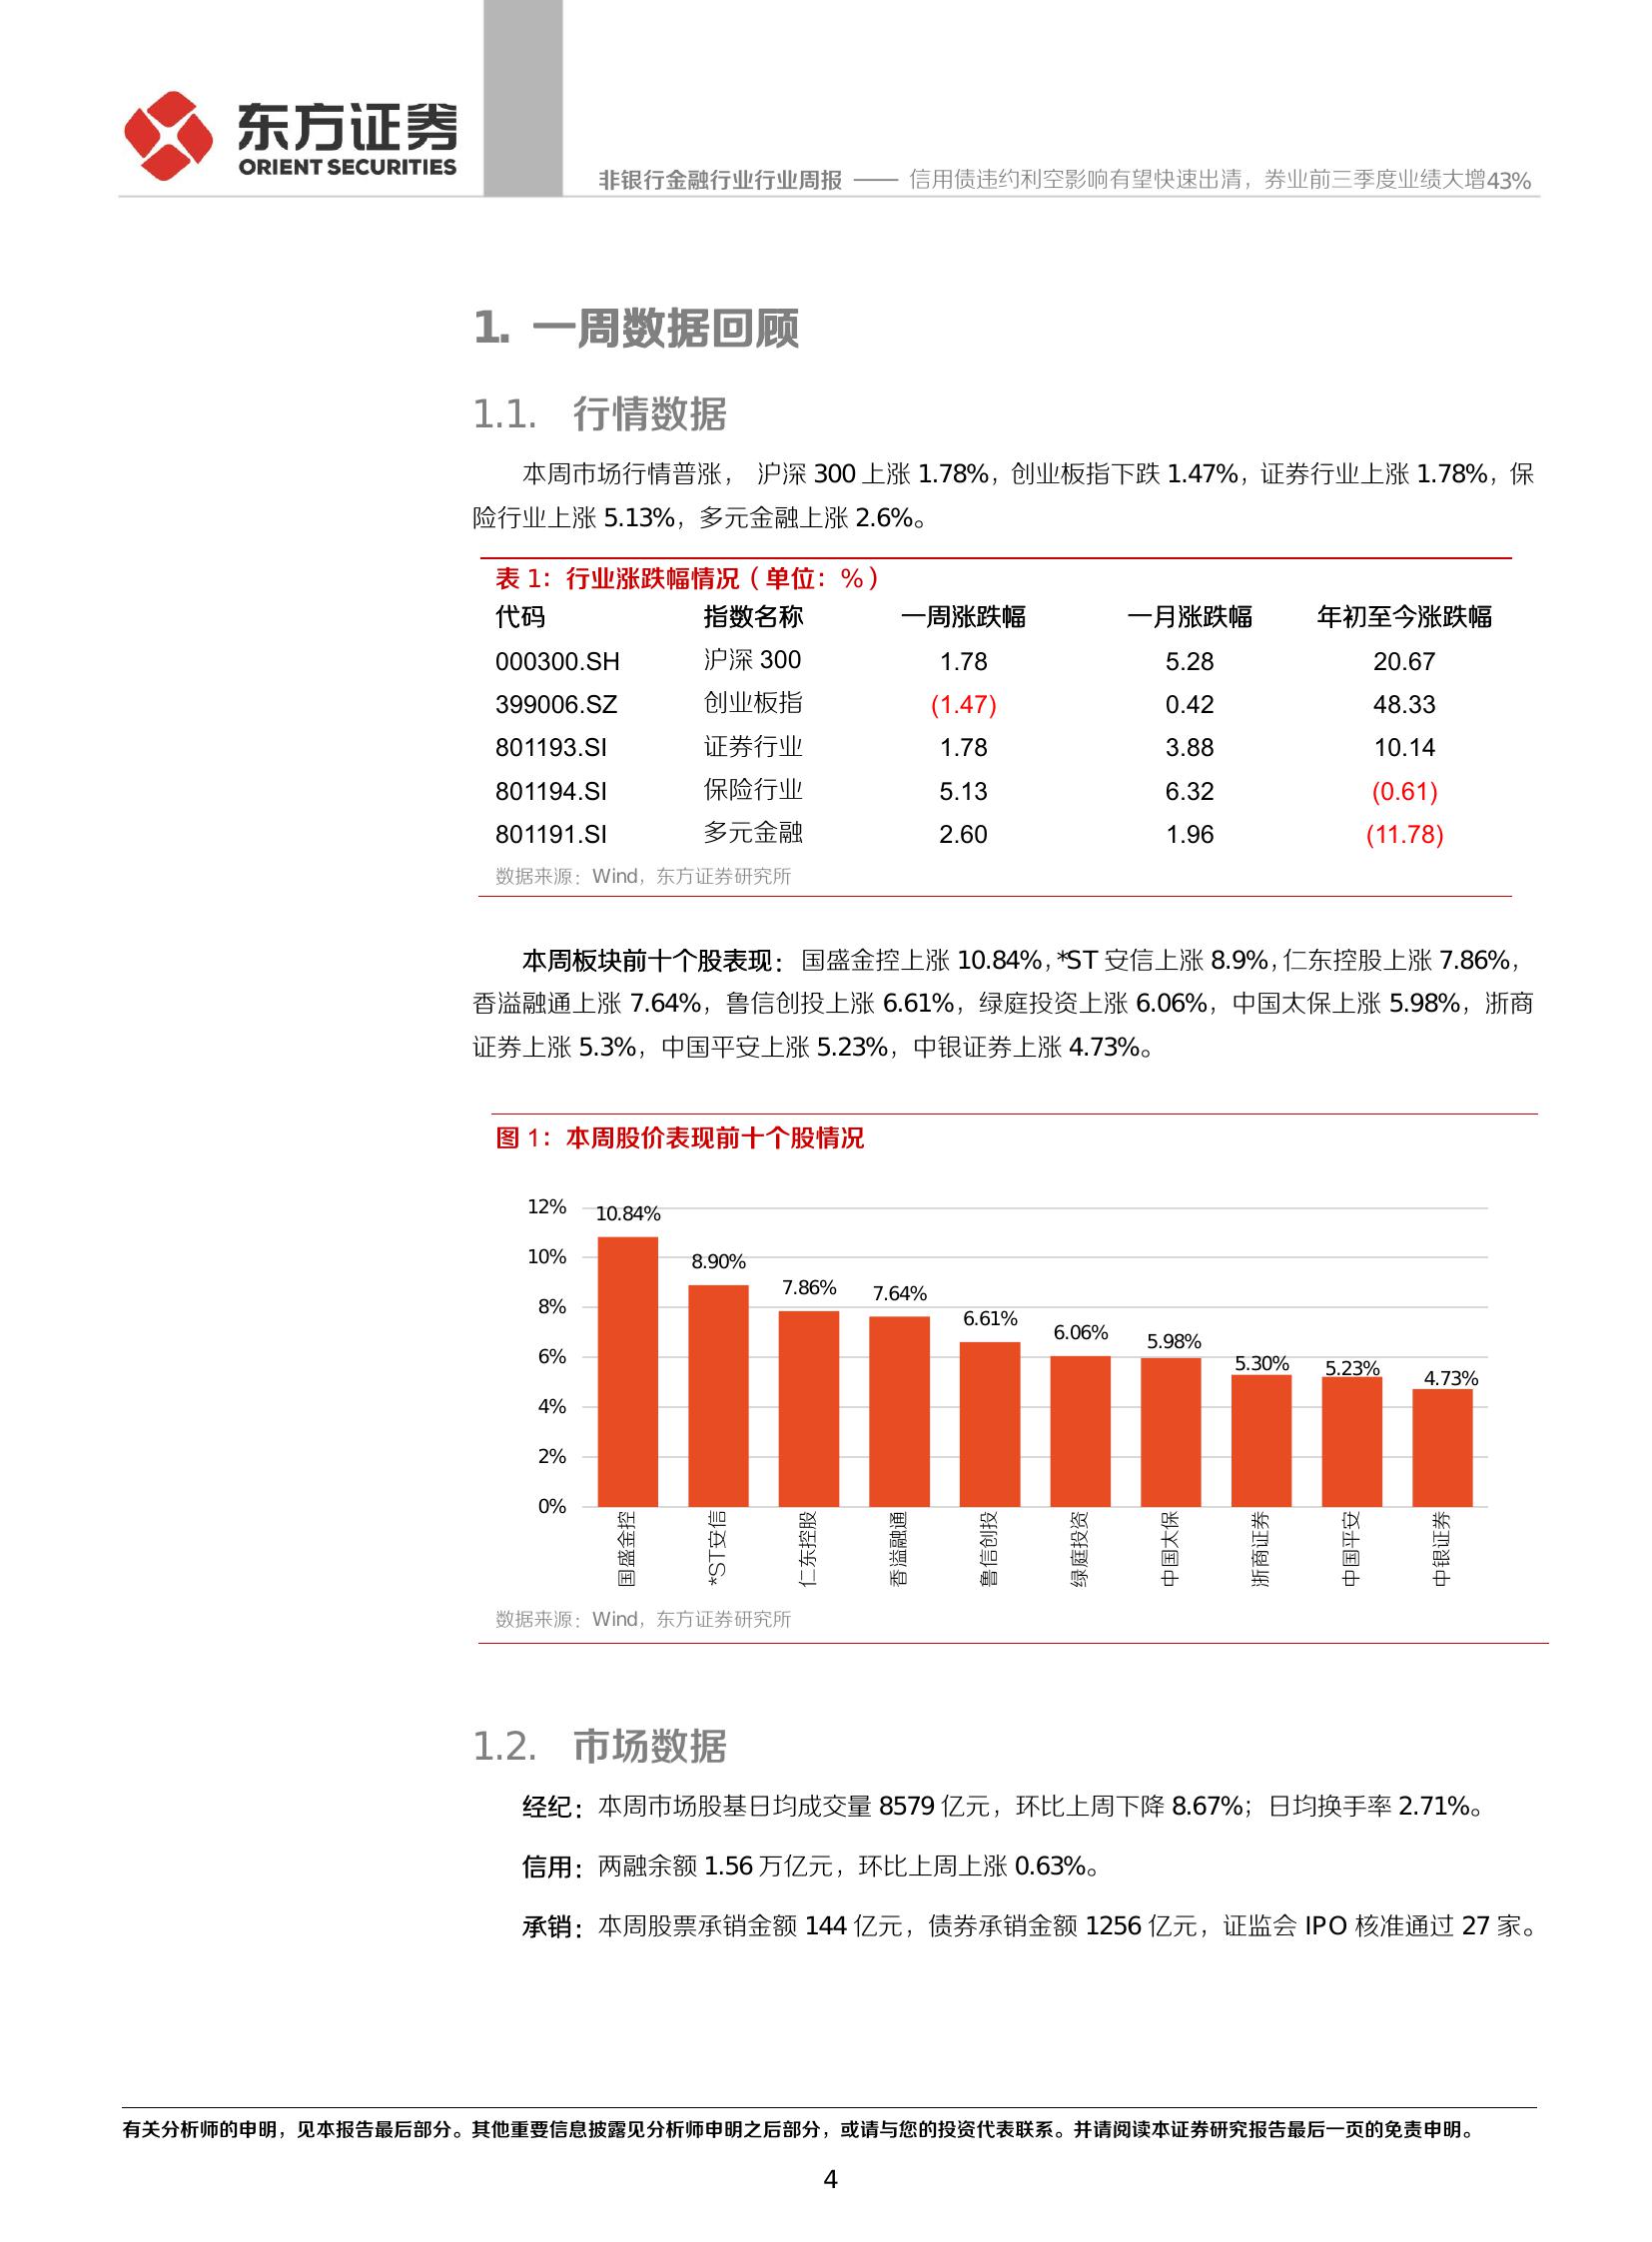 东方证券
ORIENT SECURITIES
非银行金融行业行业周报 —— 信用债违约利空影响有望快速出清，券业前三季度业绩大增43%
1. 一周数据回顾
1.1. 行情数据
本周市场行情普涨， 沪深 300 上涨 1.78%，创业板指下跌 1.47%，证券行业上涨 1.78%，保
险行业上涨 5.13%，多元金融上涨 2.6%。
表 1：行业涨跌幅情况（单位：%）
代码 指数名称 一周涨跌幅 一月涨跌幅 年初至今涨跌幅
000300.SH 沪深 300 1.78 5.28 20.67
399006.SZ 创业板指 (1.47) 0.42 48.33
801193.SI 证券行业 1.78 3.88 10.14
801194.SI 保险行业 5.13 6.32 (0.61)
801191.SI 多元金融 2.60 1.96 (11.78)
数据来源：Wind，东方证券研究所
本周板块前十个股表现：国盛金控上涨 10.84%，*ST 安信上涨 8.9%，仁东控股上涨 7.86%，
香溢融通上涨 7.64%，鲁信创投上涨 6.61%，绿庭投资上涨 6.06%，中国太保上涨 5.98%，浙商
证券上涨 5.3%，中国平安上涨 5.23%，中银证券上涨 4.73%。
图 1：本周股价表现前十个股情况
12%
10%
8%
6%
4%
2%
0%
10.84%
8.90%
7.86%
7.64%
6.61%
6.06%
5.98%
5.30%
5.23%
4.73%
国盛金控
*ST安信
仁东控股
香溢融通
鲁信创投
绿庭投资
中国太保
浙商证券
中国平安
中银证券
数据来源：Wind，东方证券研究所
1.2. 市场数据
经纪：本周市场股基日均成交量 8579 亿元，环比上周下降 8.67%；日均换手率 2.71%。
信用：两融余额 1.56 万亿元，环比上周上涨 0.63%。
承销：本周股票承销金额 144 亿元，债券承销金额 1256 亿元，证监会 IPO 核准通过 27 家。
有关分析师的申明，见本报告最后部分。其他重要信息披露见分析师申明之后部分，或请与您的投资代表联系。并请阅读本证券研究报告最后一页的免责申明。
4